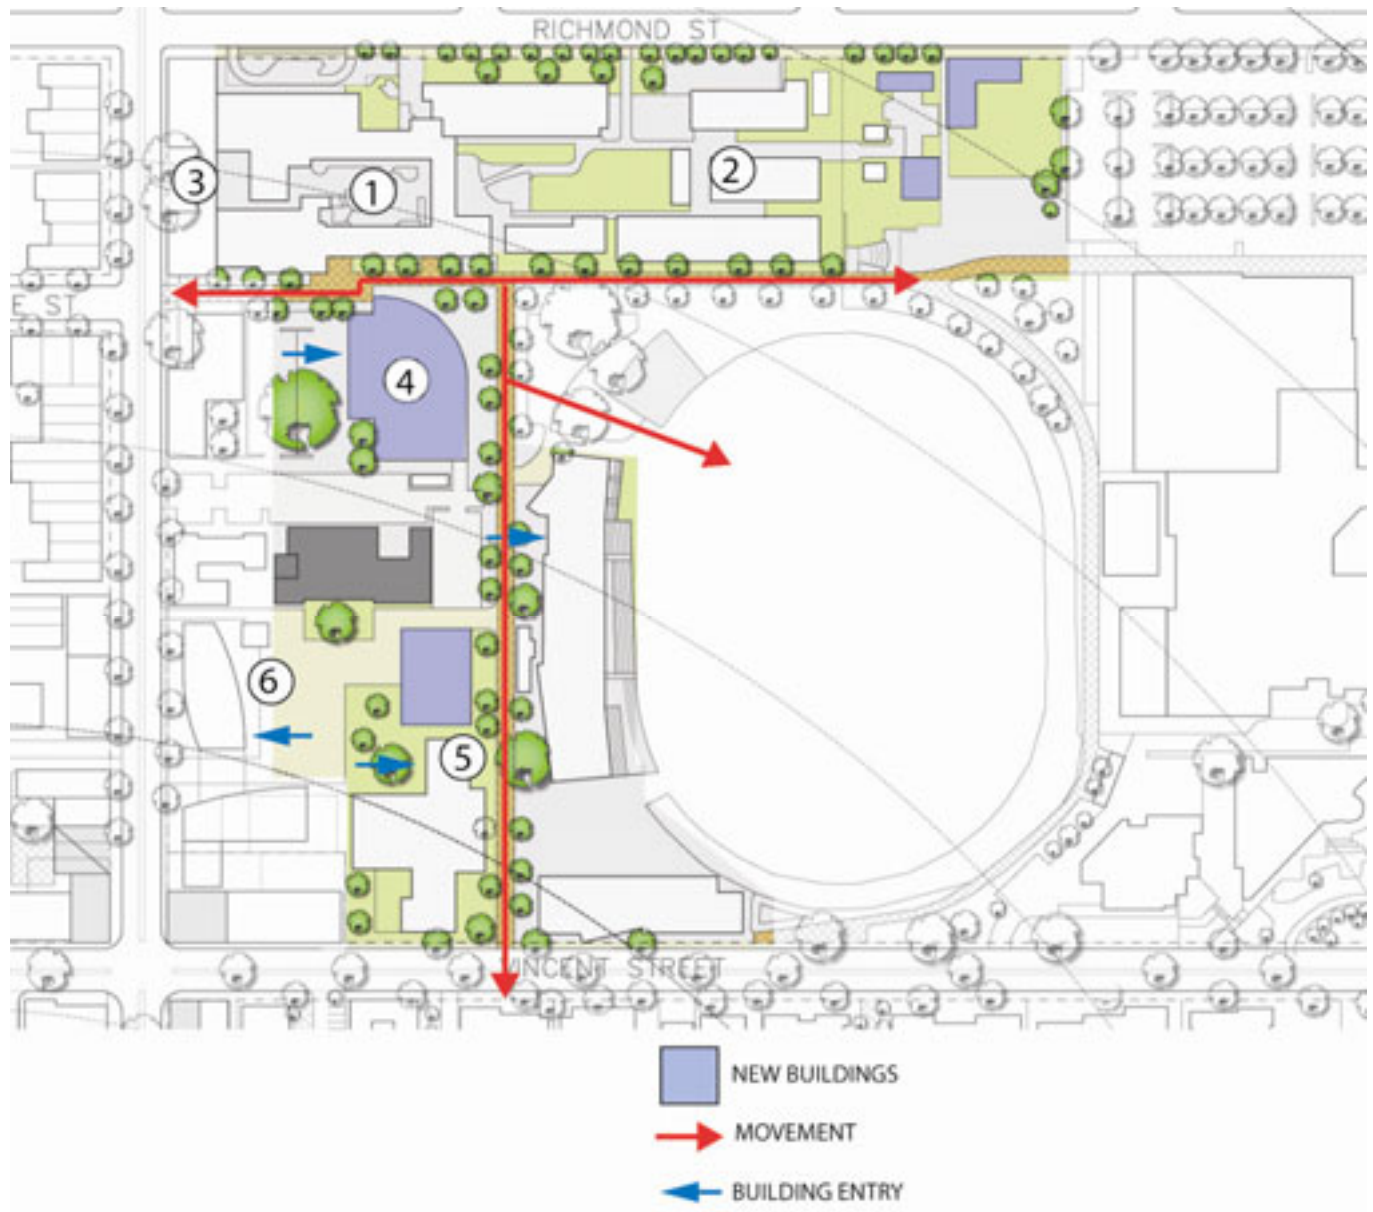 RICHMOND ST
3
1
2
E ST
4
6
5
VINCENT STREET
NEW BUILDINGS
MOVEMENT
BUILDING ENTRY